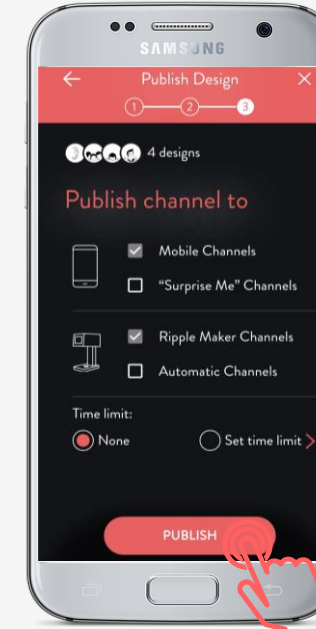 SAMSUNG
Publish Design
1 2 3
4 designs
Publish channel to
Mobile Channels
“Surprise Me” Channels
Ripple Maker Channels
Automatic Channels
Time limit:
None Set time limit
PUBLISH